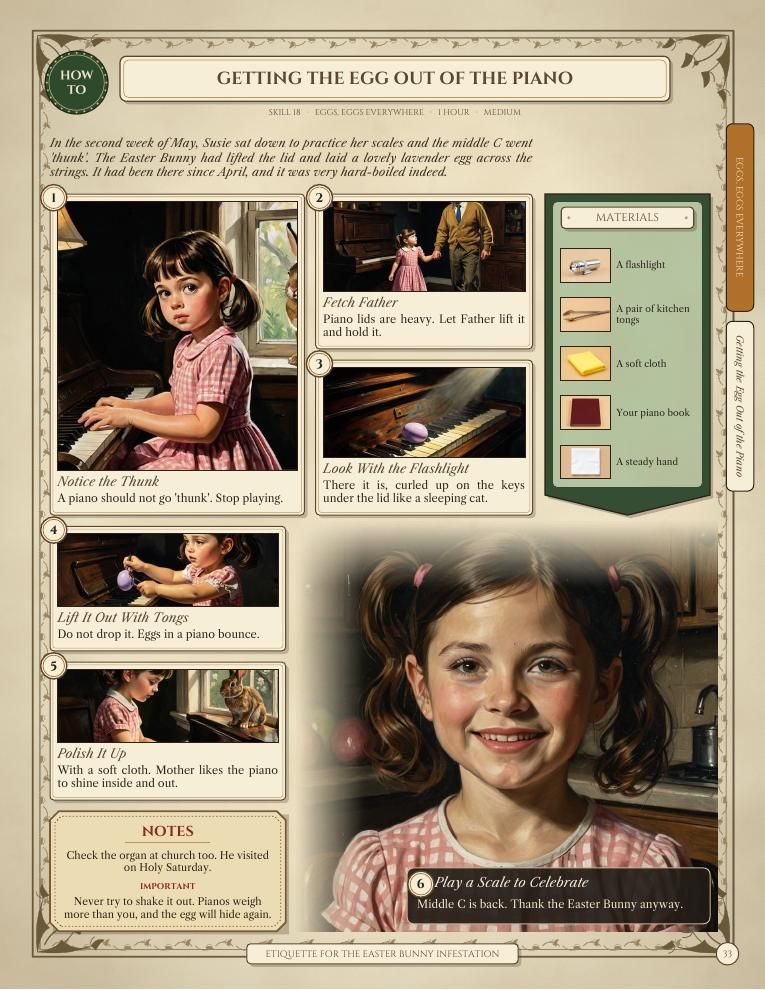 HOW
TO
GETTING THE EGG OUT OF THE PIANO
SKILL 18 · EGGS, EGGS EVERYWHERE · 1 HOUR · MEDIUM
In the second week of May, Susie sat down to practice her scales and the middle C went
'thunk'. The Easter Bunny had lifted the lid and laid a lovely lavender egg across the
strings. It had been there since April, and it was very hard-boiled indeed.
1
Notice the Thunk
A piano should not go 'thunk'. Stop playing.
2
Fetch Father
Piano lids are heavy. Let Father lift it
and hold it.
3
Look With the Flashlight
There it is, curled up on the keys
under the lid like a sleeping cat.
MATERIALS
A flashlight
A pair of kitchen
tongs
A soft cloth
Your piano book
A steady hand
EGGS, EGGS EVERYWHERE
Getting the Egg Out of the Piano
4
Lift It Out With Tongs
Do not drop it. Eggs in a piano bounce.
5
Polish It Up
With a soft cloth. Mother likes the piano
to shine inside and out.
NOTES
Check the organ at church too. He visited
on Holy Saturday.
IMPORTANT
Never try to shake it out. Pianos weigh
more than you, and the egg will hide again.
6
Play a Scale to Celebrate
Middle C is back. Thank the Easter Bunny anyway.
ETIQUETTE FOR THE EASTER BUNNY INFESTATION
33